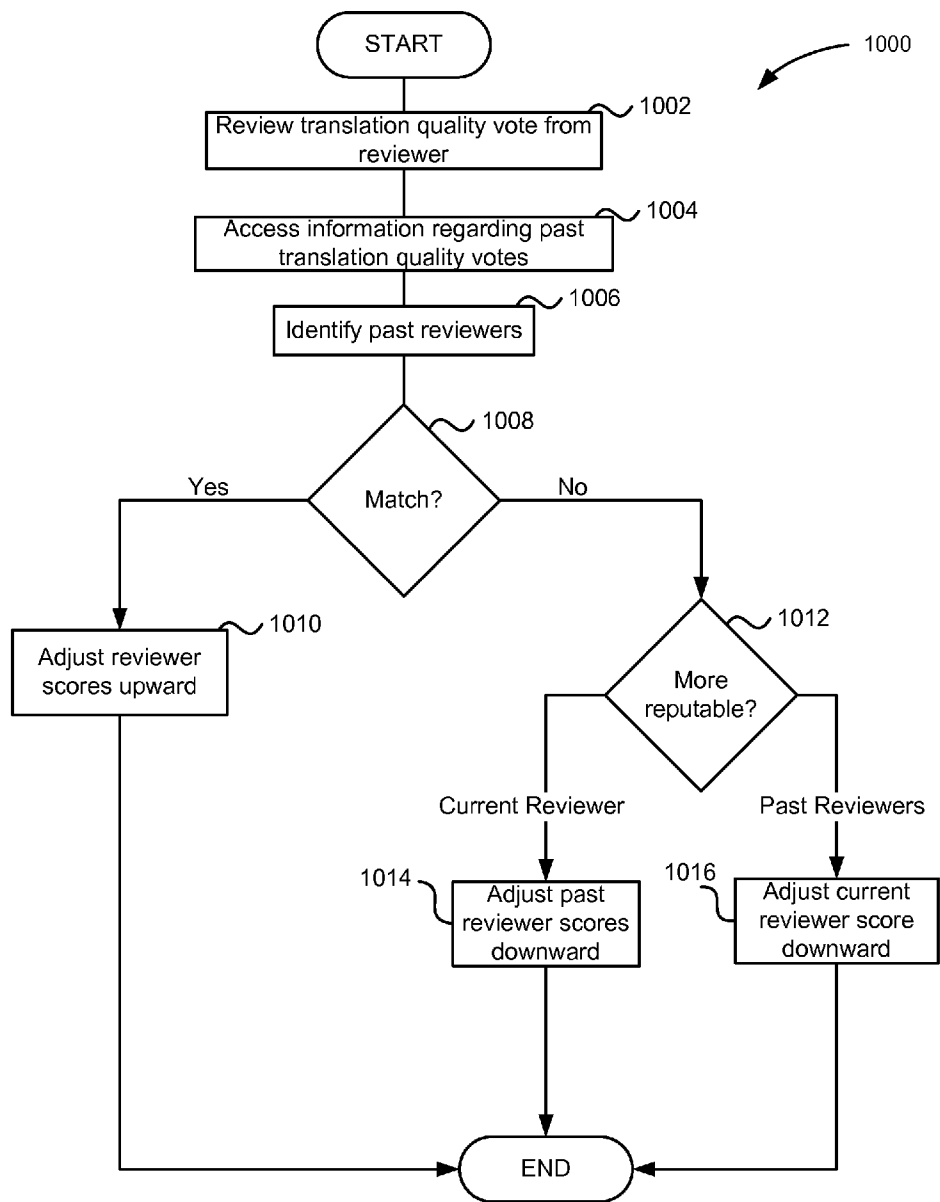 START
1000
1002
Review translation quality vote from
reviewer
1004
Access information regarding past
translation quality votes
1006
Identify past reviewers
1008
Match?
Yes
No
1010
Adjust reviewer
scores upward
1012
More
reputable?
Current Reviewer
Past Reviewers
1014
Adjust past
reviewer scores
downward
1016
Adjust current
reviewer score
downward
END